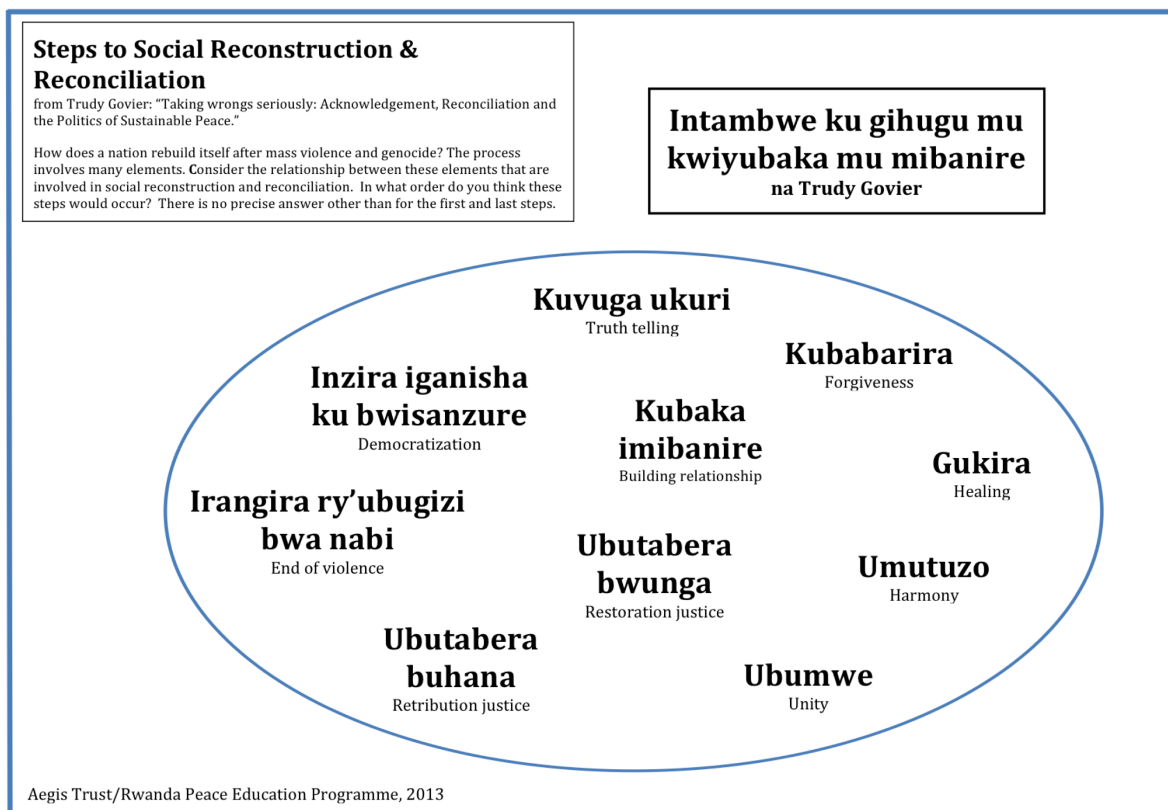 Steps to Social Reconstruction &
Reconciliation
from Trudy Govier: “Taking wrongs seriously: Acknowledgement, Reconciliation and
the Politics of Sustainable Peace.”
How does a nation rebuild itself after mass violence and genocide? The process
involves many elements. Consider the relationship between these elements that are
involved in social reconstruction and reconciliation. In what order do you think these
steps would occur? There is no precise answer other than for the first and last steps.
Intambwe ku gihugu mu
kwiyubaka mu mibanire
na Trudy Govier
Kuvuga ukuri
Truth telling
Kubabarira
Forgiveness
Inzira iganisha
ku bwisanzure
Democratization
Kubaka
imibanire
Building relationship
Gukira
Healing
Irangira ry’ubugizi
bwa nabi
End of violence
Ubutabera
bwunga
Restoration justice
Umutuzo
Harmony
Ubutabera
buhana
Retribution justice
Ubumwe
Unity
Aegis Trust/Rwanda Peace Education Programme, 2013